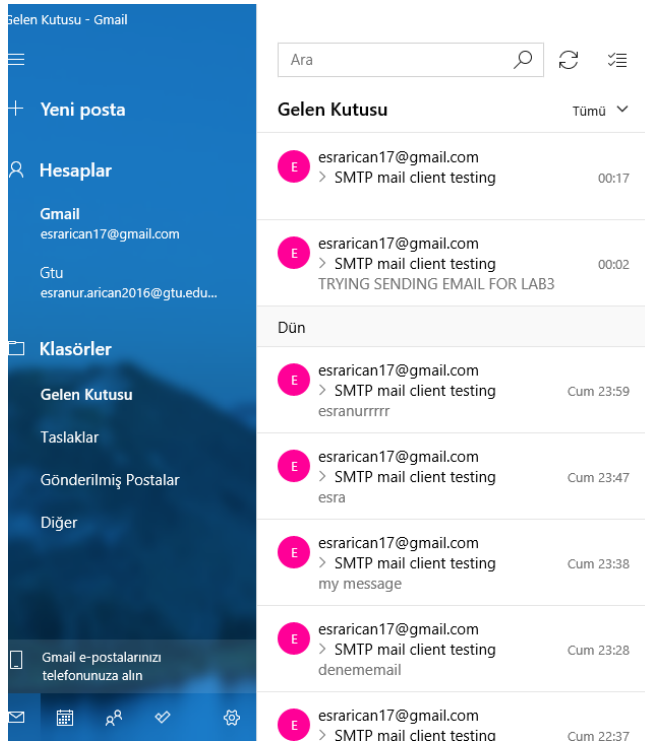 Gelen Kutusu - Gmail
Yeni posta
Hesaplar
Gmail
esrarican17@gmail.com
Gtu
esranur.arican2016@gtu.edu...
Klasörler
Gelen Kutusu
Taslaklar
Gönderilmiş Postalar
Diğer
Gmail e-postalarınızı
telefonunuza alın
Ara
Gelen Kutusu Tümü
E
esrarican17@gmail.com
> SMTP mail client testing 00:17
E
esrarican17@gmail.com
> SMTP mail client testing 00:02
TRYING SENDING EMAIL FOR LAB3
Dün
E
esrarican17@gmail.com
> SMTP mail client testing Cum 23:59
esranurrrrr
E
esrarican17@gmail.com
> SMTP mail client testing Cum 23:47
esra
E
esrarican17@gmail.com
> SMTP mail client testing Cum 23:38
my message
E
esrarican17@gmail.com
> SMTP mail client testing Cum 23:28
denememail
E
esrarican17@gmail.com
> SMTP mail client testing Cum 22:37